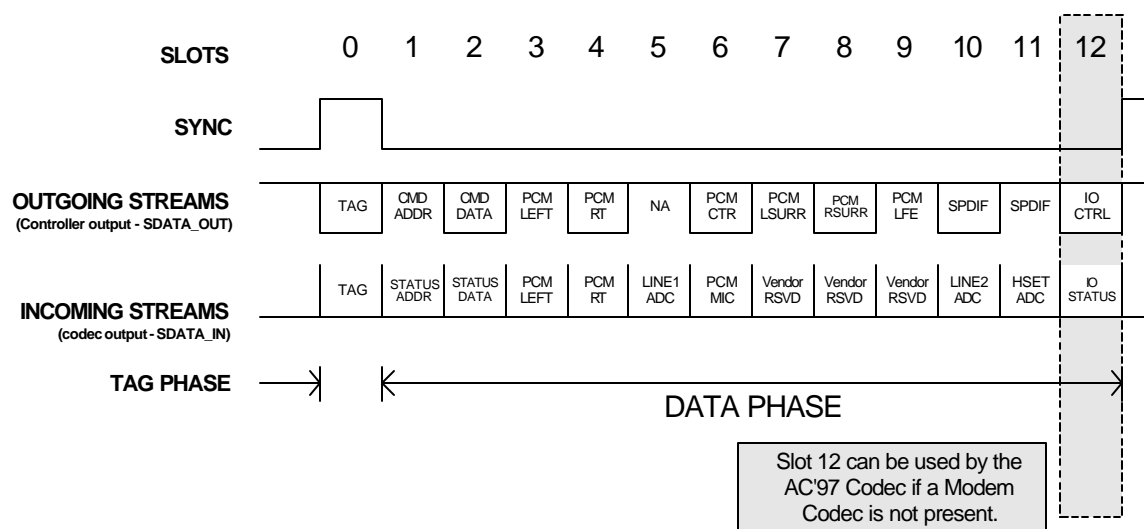 SLOTS 0 1 2 3 4 5 6 7 8 9 10 11 12
SYNC
OUTGOING STREAMS
(Controller output - SDATA_OUT)
TAG
CMD
ADDR
CMD
DATA
PCM
LEFT
PCM
RT
NA
PCM
CTR
PCM
LSURR
PCM
RSURR
PCM
LFE
SPDIF
SPDIF
IO
CTRL
INCOMING STREAMS
(codec output - SDATA_IN)
TAG
STATUS
ADDR
STATUS
DATA
PCM
LEFT
PCM
RT
LINE1
ADC
PCM
MIC
Vendor
RSVD
Vendor
RSVD
Vendor
RSVD
LINE2
ADC
HSET
ADC
IO
STATUS
TAG PHASE
DATA PHASE
Slot 12 can be used by the
AC'97 Codec if a Modem
Codec is not present.